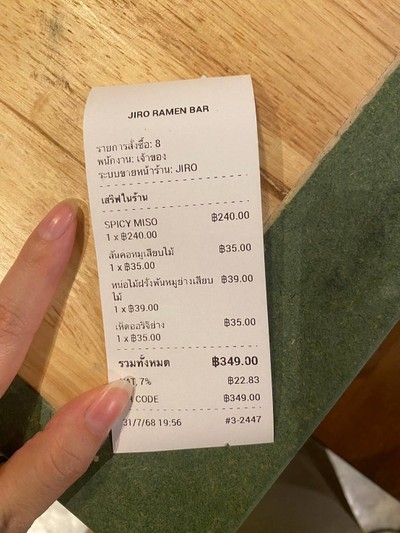 JIRO RAMEN BAR
รายการสั่งซื้อ: 8
พนักงาน: เจ้าของ
ระบบขายหน้าร้าน: JIRO
เสริฟในร้าน
SPICY MISO ฿240.00
1 x ฿240.00
สันคอหมูเสียบไม้ ฿35.00
1 x ฿35.00
หน่อไม้ฝรั่งพันหมูย่างเสียบ ฿39.00
ไม้
1 x ฿39.00
เห็ดออริจิย่าง ฿35.00
1 x ฿35.00
รวมทั้งหมด ฿349.00
VAT, 7% ฿22.83
CODE ฿349.00
31/7/68 19:56 #3-2447